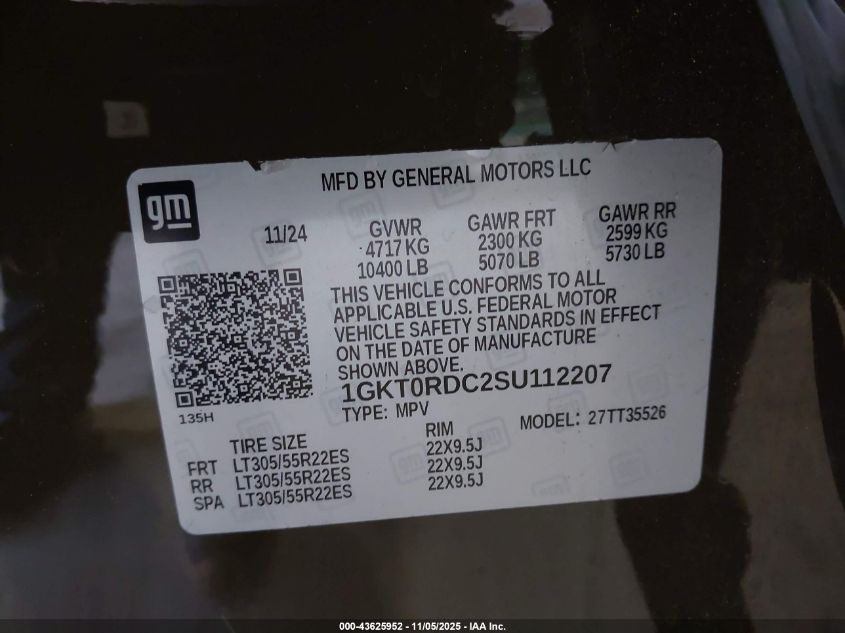 gm
MFD BY GENERAL MOTORS LLC
11/24
GVWR
4717 KG
10400 LB
GAWR FRT
2300 KG
5070 LB
GAWR RR
2599 KG
5730 LB
THIS VEHICLE CONFORMS TO ALL
APPLICABLE U.S. FEDERAL MOTOR
VEHICLE SAFETY STANDARDS IN EFFECT
ON THE DATE OF MANUFACTURE
SHOWN ABOVE.
1GKT0RDC2SU112207
135H
TYPE: MPV
MODEL: 27TT35526
TIRE SIZE RIM
FRT LT305/55R22ES 22X9.5J
RR LT305/55R22ES 22X9.5J
SPA LT305/55R22ES 22X9.5J
000-43625952 - 11/05/2025 - IAA Inc.